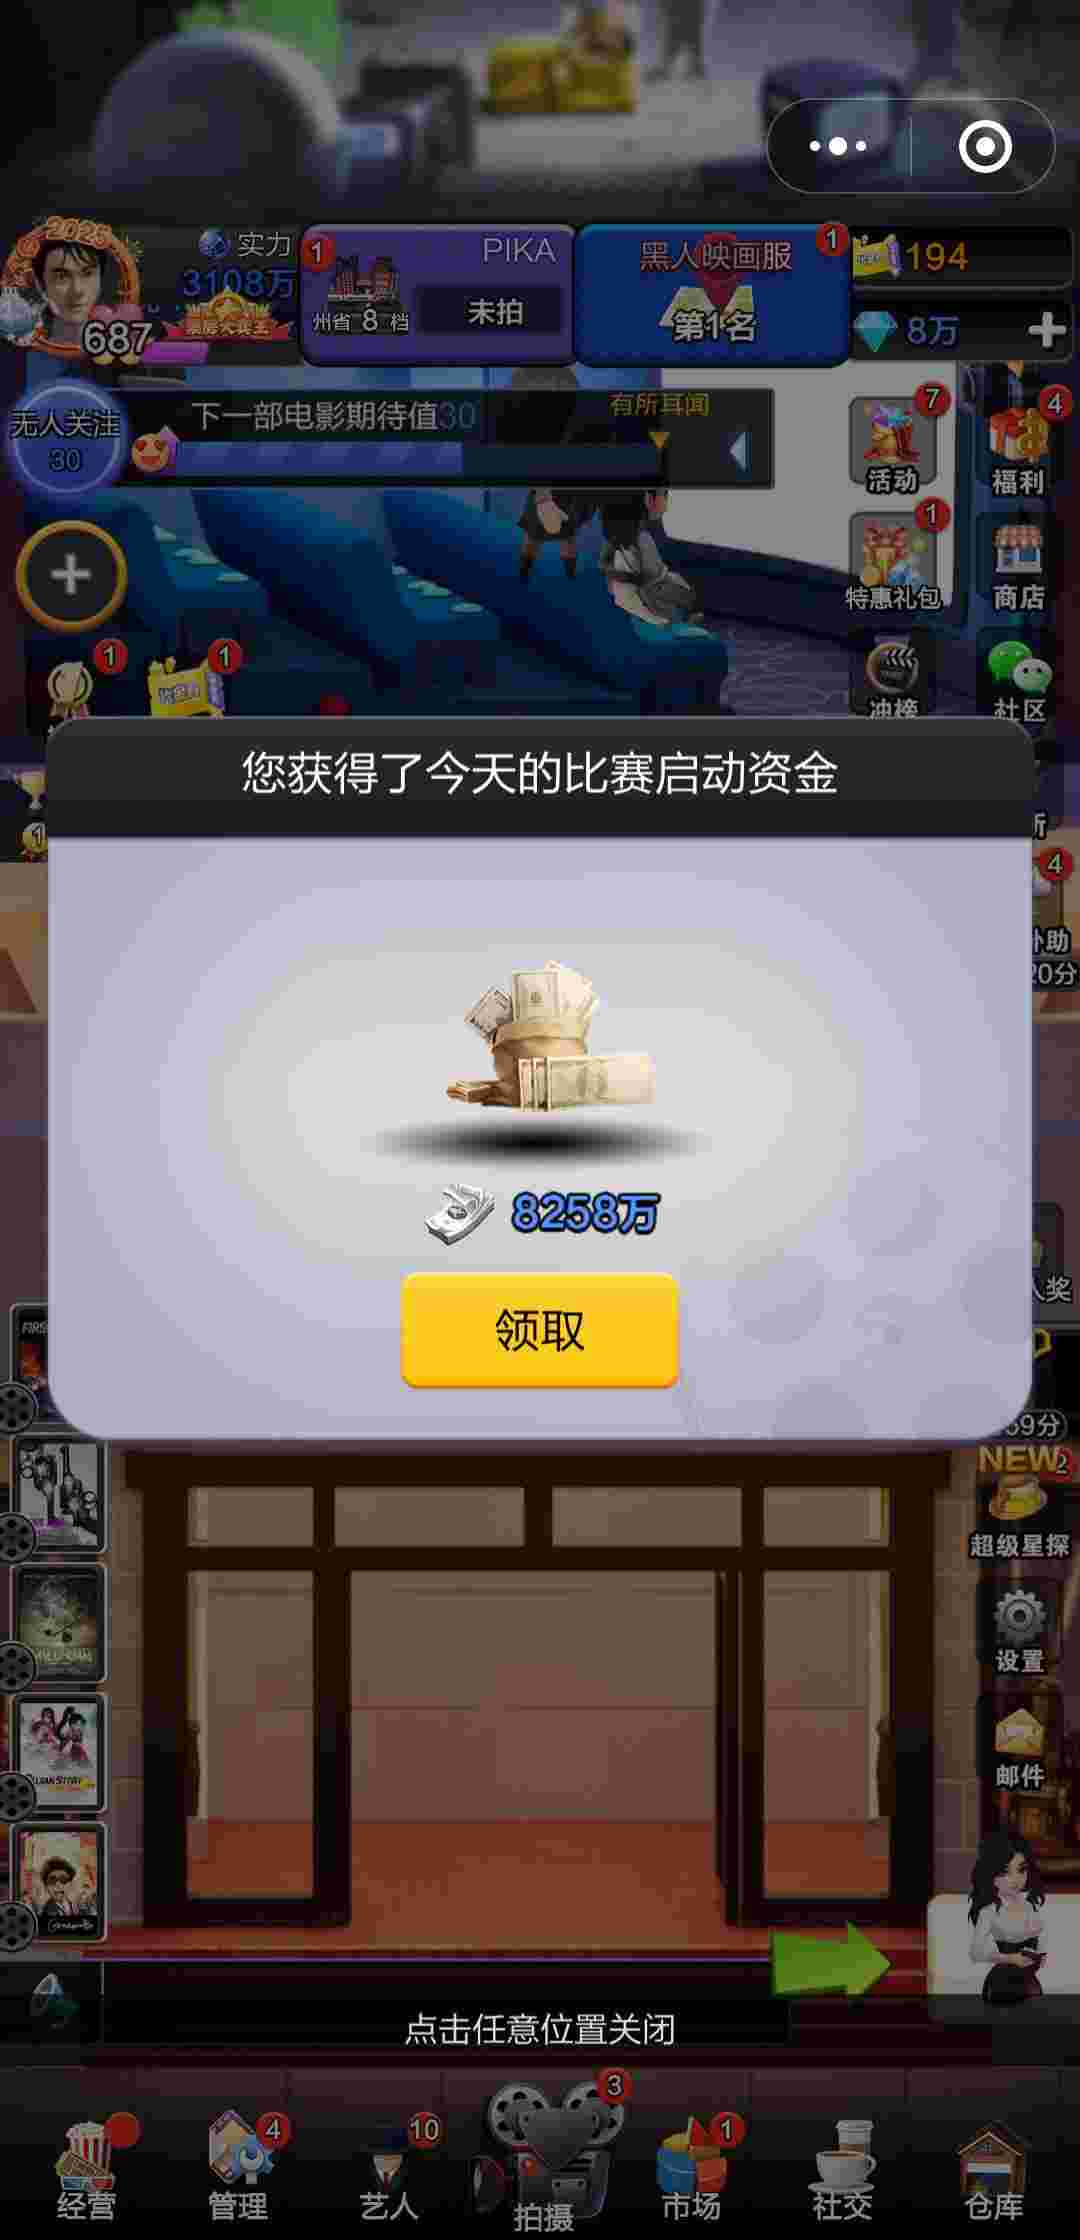 2025
实力
3108万
687
票房大卖王
1
PIKA
州省 8 档
未拍
黑人映画服
1
第1名
194
8万
无人关注
30
下一部电影期待值30
有所耳闻
7
活动
4
福利
1
特惠礼包
商店
1
1
冲榜
社区
您获得了今天的比赛启动资金
1
4
补助
20分
8258万
领取
人奖
59分
NEW
2
超级星探
设置
邮件
点击任意位置关闭
经营
4
管理
10
艺人
3
拍摄
1
市场
社交
仓库